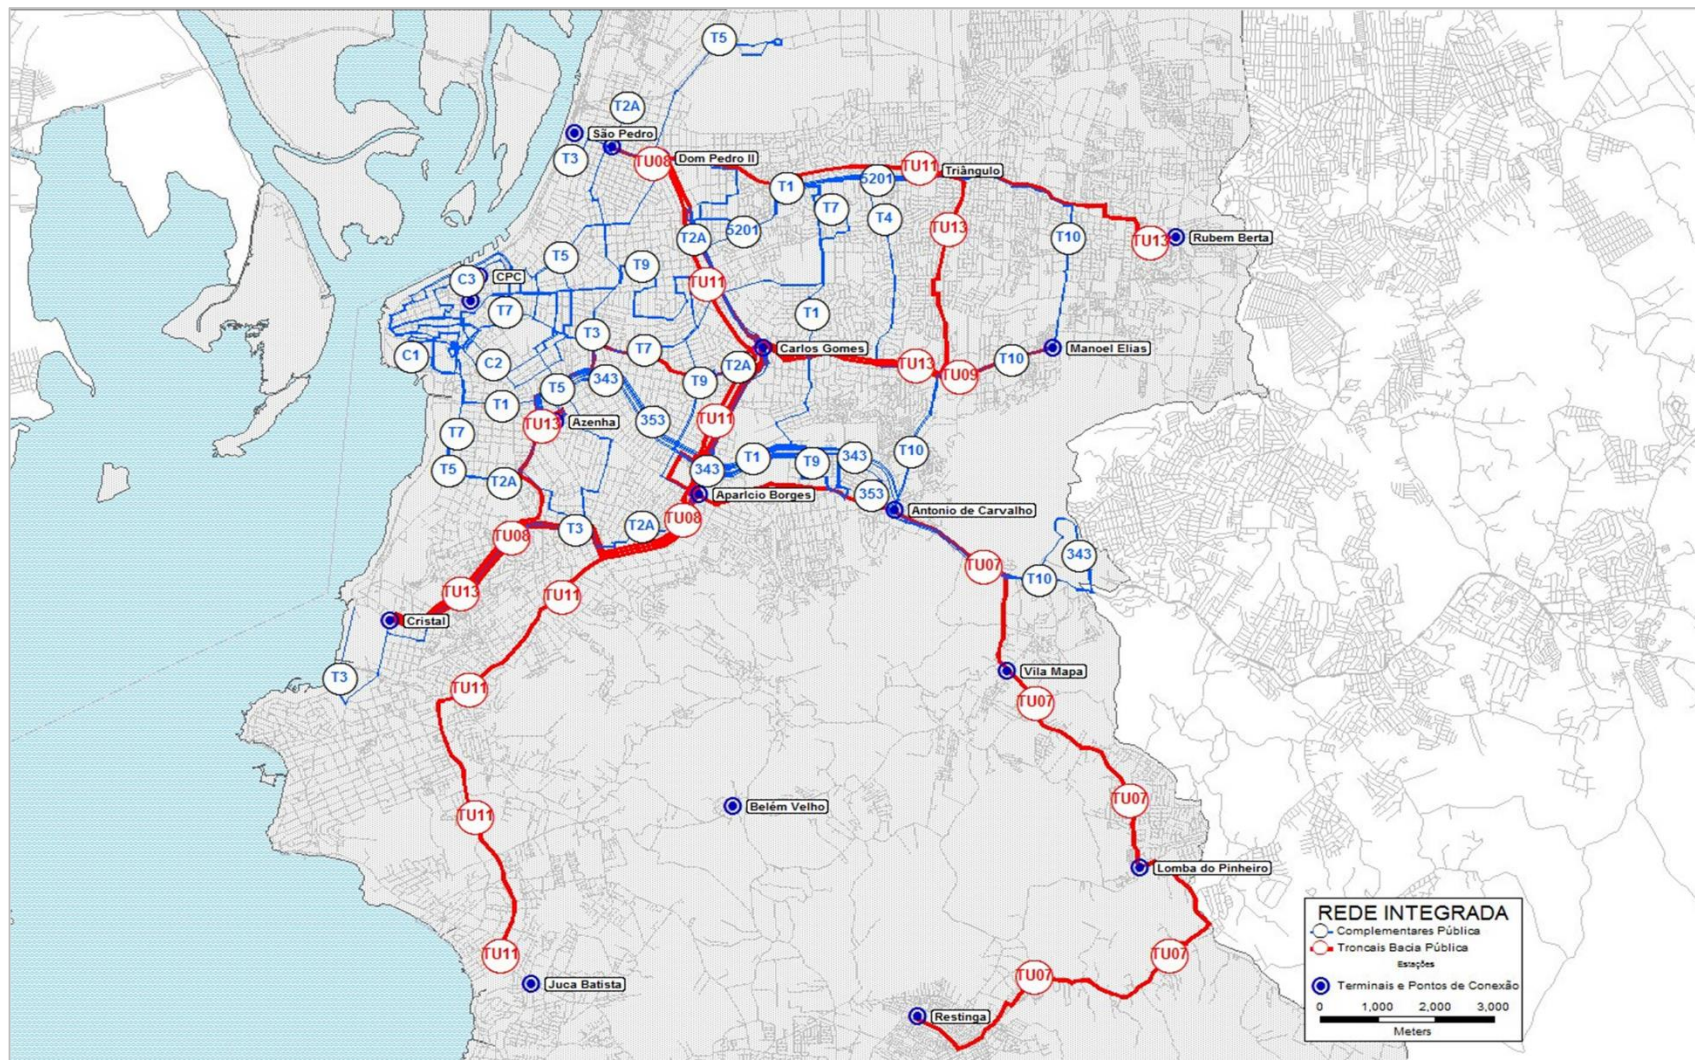 T5
T2A
São Pedro
T3
TU08
Dom Pedro II
TU11
Triângulo
T1
5201
T7
T4
TU13
T2A
5201
T10
TU13
Rubem Berta
T5
T9
C3
CPC
TU11
T7
T1
T3
T7
Carlos Gomes
Manoel Elias
C1
C2
T2A
TU13
T10
TU09
T5
343
T9
T1
TU13
Azenha
353
TU11
T7
T10
T5
343
T1
T9
343
T2A
Aparício Borges
353
Antonio de Carvalho
TU08
T3
T2A
TU08
343
TU07
T10
TU13
TU11
Cristal
T3
Vila Mapa
TU11
TU07
Belém Velho
TU07
TU11
Lomba do Pinheiro
TU11
TU07
TU07
Juca Batista
Restinga
REDE INTEGRADA
Complementares Pública
Troncais Bacia Pública
Estações
Terminais e Pontos de Conexão
0 1,000 2,000 3,000
Meters